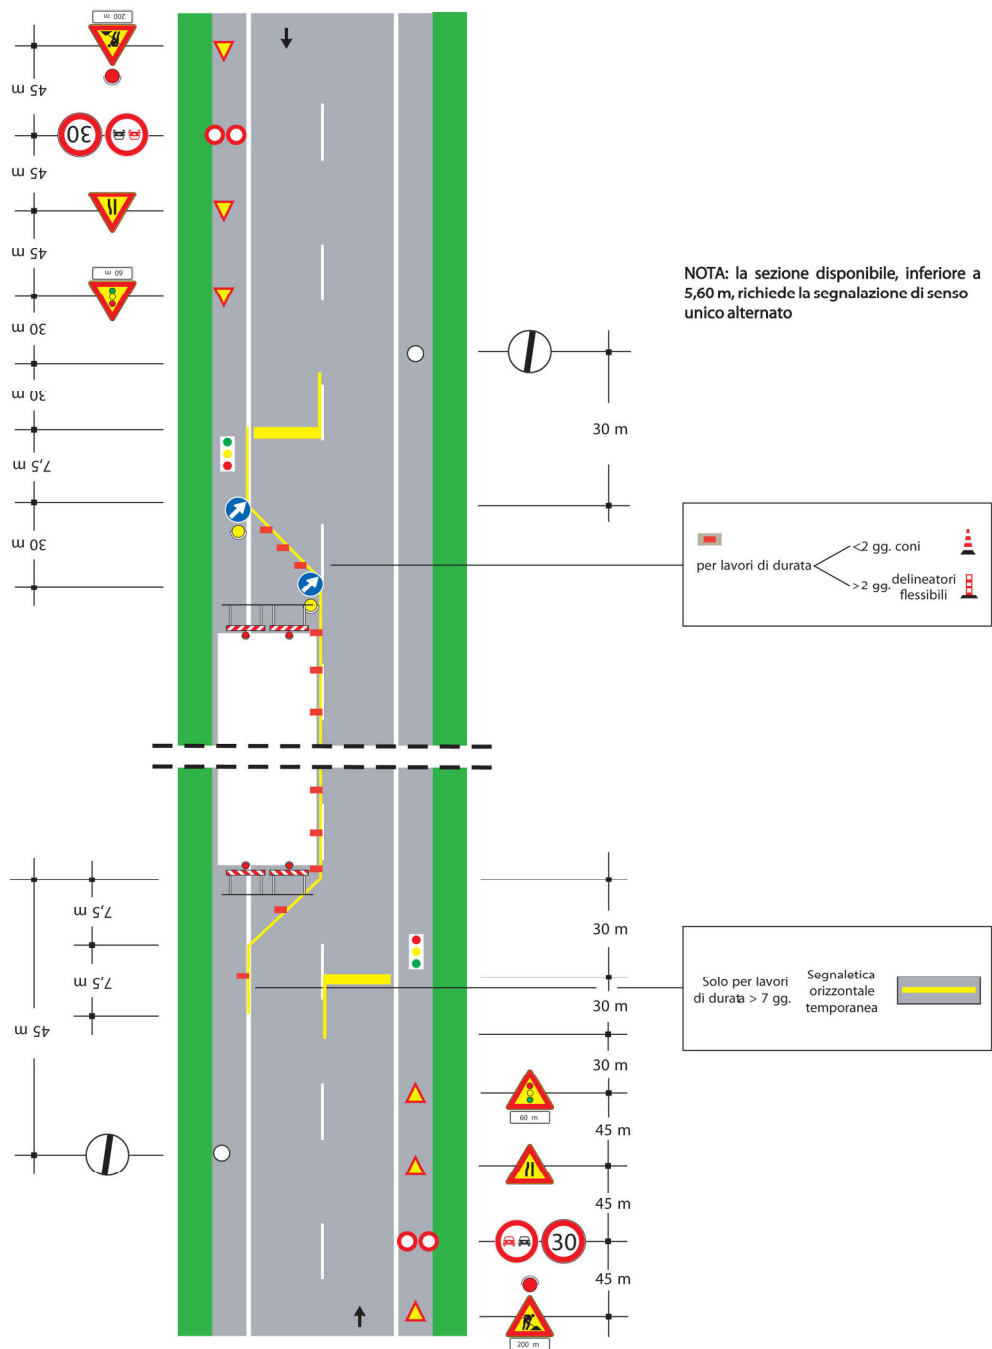 200 m
45 m
30
45 m
45 m
60 m
30 m
30 m
7,5 m
30 m
NOTA: la sezione disponibile, inferiore a
5,60 m, richiede la segnalazione di senso
unico alternato
30 m
per lavori di durata
<2 gg. coni
>2 gg. delineatori
flessibili
7,5 m
7,5 m
45 m
30 m
30 m
30 m
Solo per lavori
di durata > 7 gg.
Segnaletica
orizzontale
temporanea
60 m
45 m
45 m
30
45 m
200 m